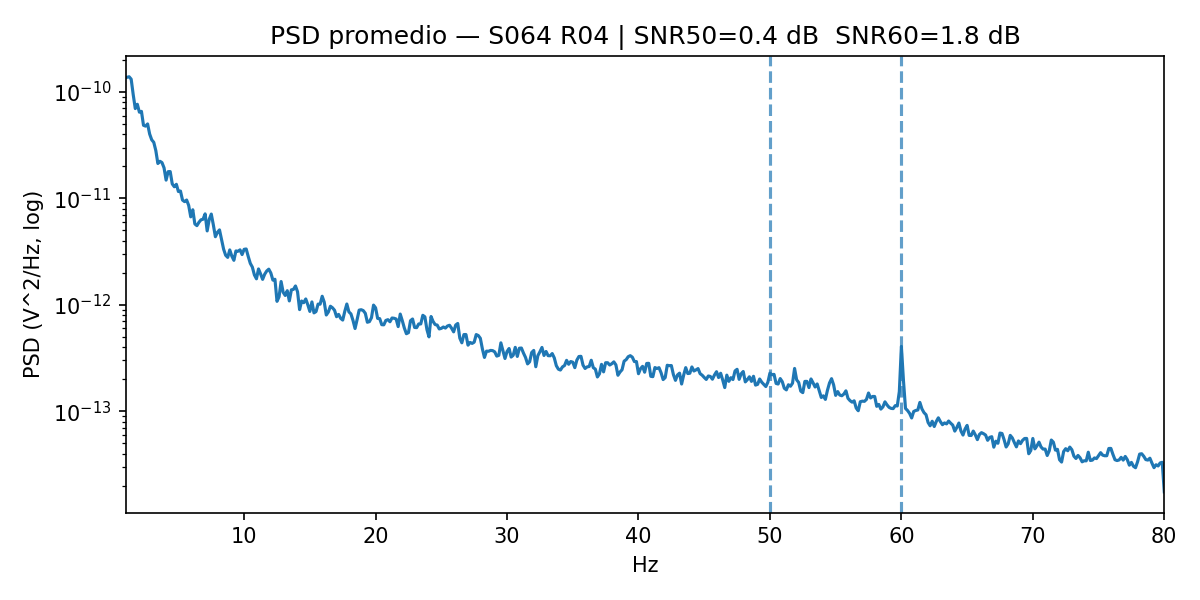 PSD promedio — S064 R04 | SNR50=0.4 dB  SNR60=1.8 dB
PSD (V^2/Hz, log)
10⁻¹⁰
10⁻¹¹
10⁻¹²
10⁻¹³
10 20 30 40 50 60 70 80
Hz